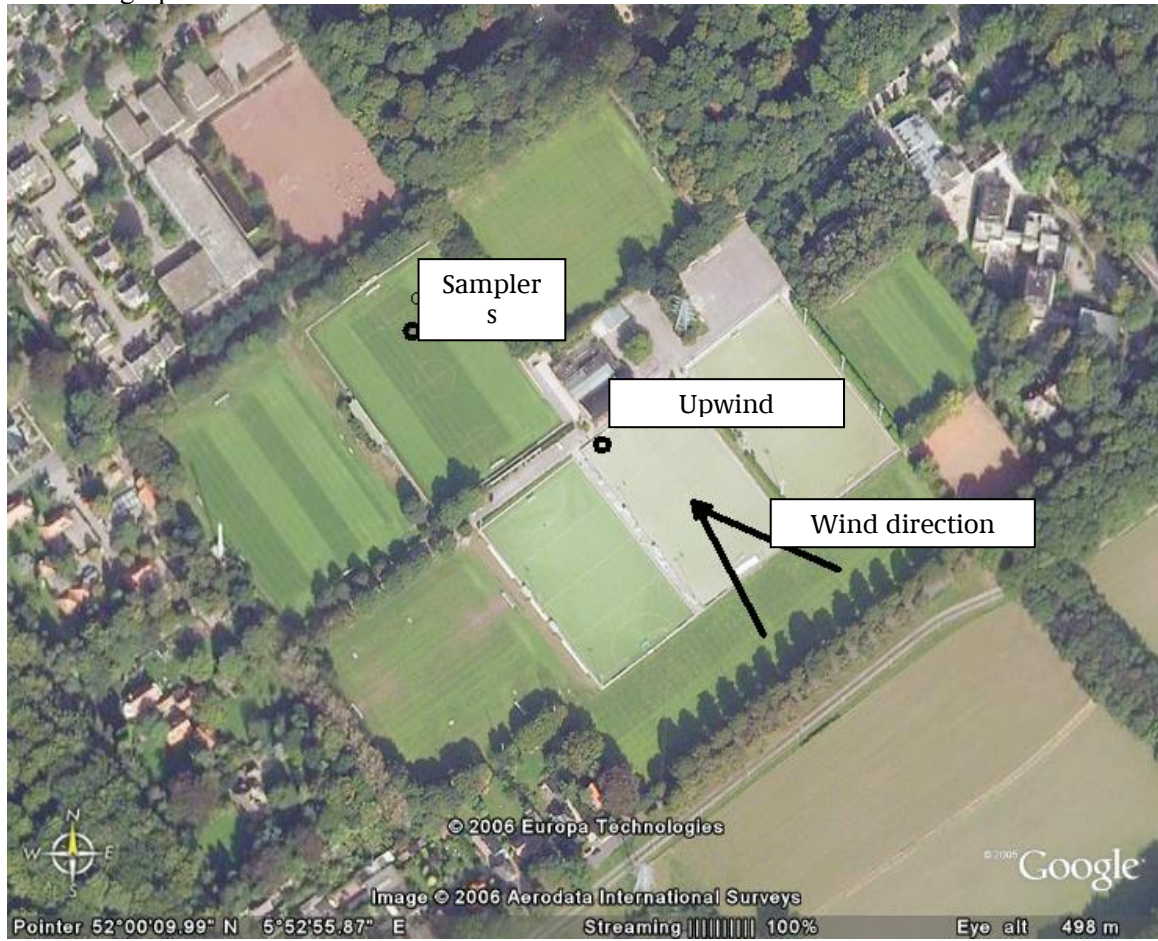 Sampler
s
Upwind
Wind direction
N
W E
S
© 2006 Europa Technologies
© 2005 Google
Image © 2006 Aerodata International Surveys
Pointer 52°00'09.99" N 5°52'55.87" E Streaming |||||||||| 100% Eye alt 498 m